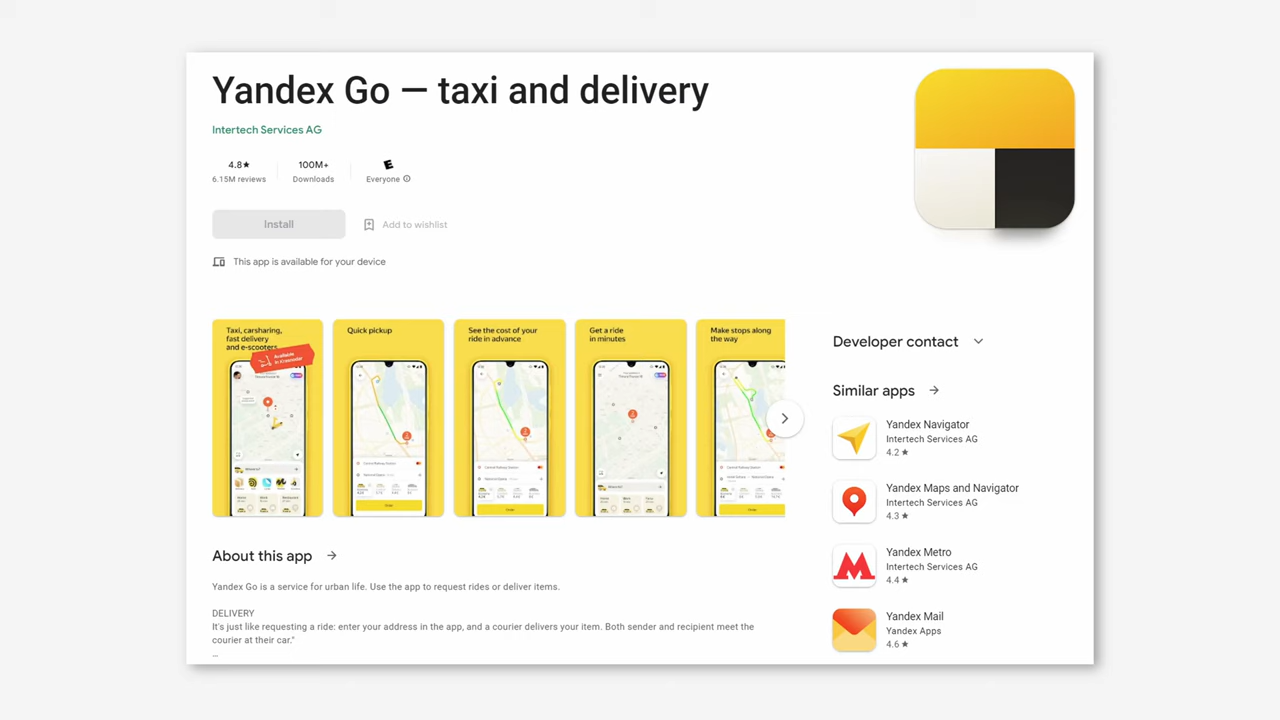 Yandex Go — taxi and delivery
Intertech Services AG
4.8★
6.15M reviews
100M+
Downloads
E
Everyone
Install
Add to wishlist
This app is available for your device
Taxi, carsharing,
fast delivery
and e-scooters
Available
in Krasnodar
Quick pickup
See the cost of your
ride in advance
Get a ride
in minutes
Make stops along
the way
Developer contact
Similar apps
Yandex Navigator
Intertech Services AG
4.2 ★
Yandex Maps and Navigator
Intertech Services AG
4.3 ★
Yandex Metro
Intertech Services AG
4.4 ★
Yandex Mail
Yandex Apps
4.6 ★
About this app
Yandex Go is a service for urban life. Use the app to request rides or deliver items.
DELIVERY
It's just like requesting a ride: enter your address in the app, and a courier delivers your item. Both sender and recipient meet the
courier at their car."